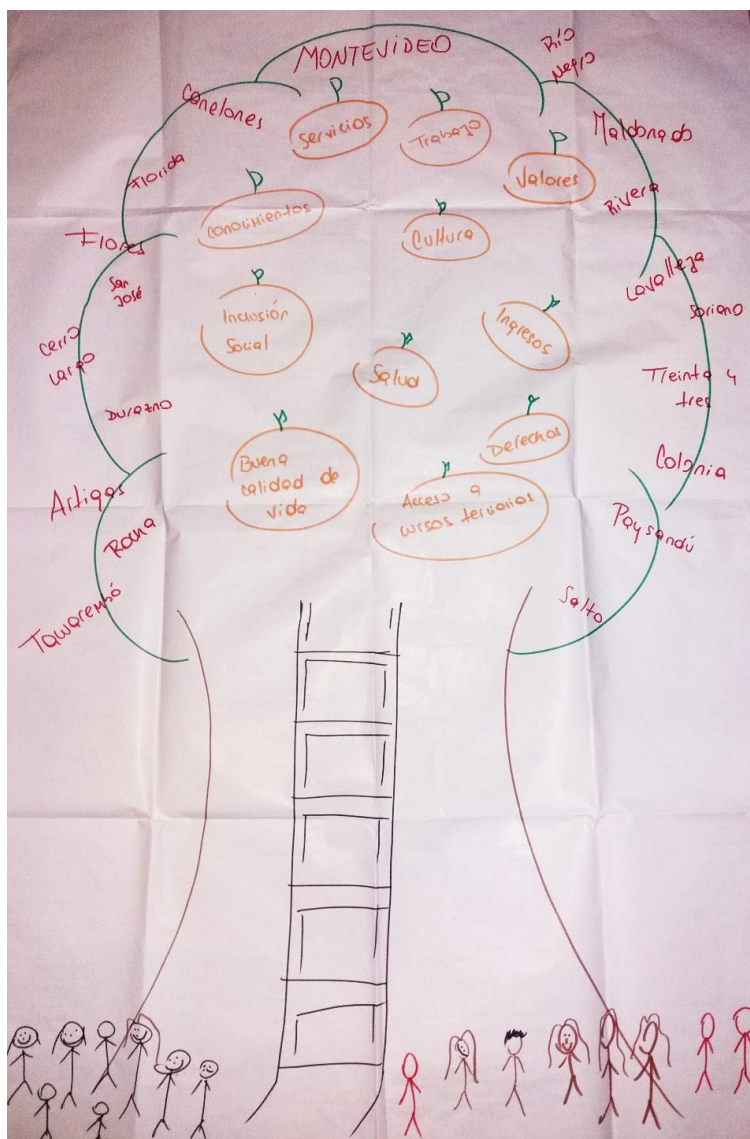 MONTEVIDEO
Río
Negro
Canelones
Maldonado
Servicios
Trabajo
Valores
Florida
Rivera
Conocimientos
Cultura
Flores
Lavalleja
San
José
Soriano
Inclusión
Social
Ingresos
Cerro
Largo
Salud
Treinta y
tres
Durazno
Derechos
Buena
calidad de
vida
Colonia
Artigas
Acceso a
cursos terciarios
Rocha
Paysandú
Salto
Tacuarembó